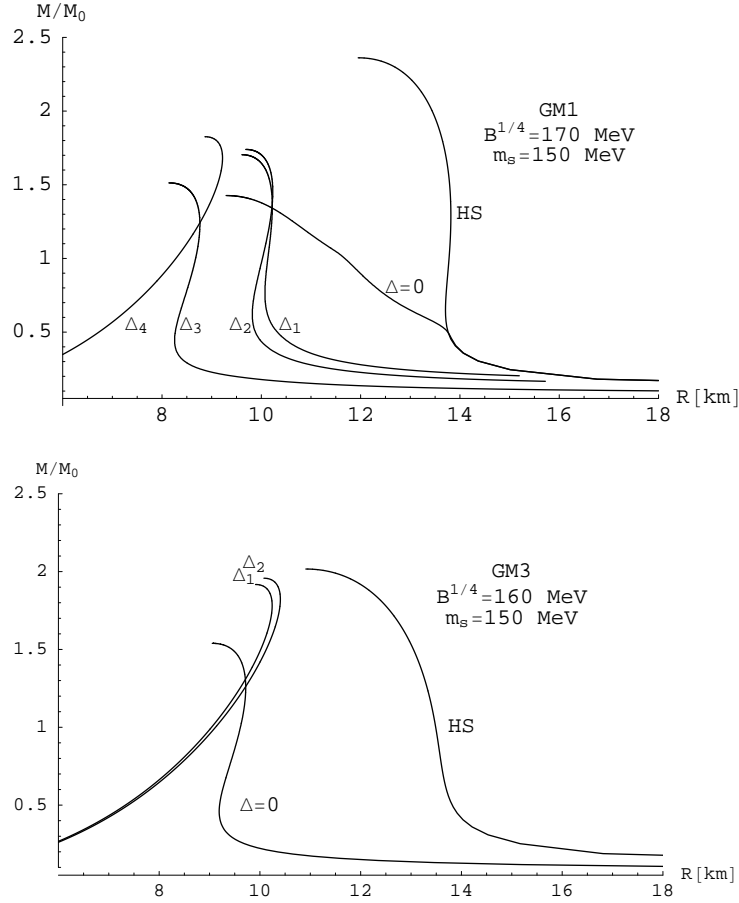 M/M₀
2.5
2
1.5
1
0.5
GM1
B^{1/4}=170 MeV
mₛ=150 MeV
HS
Δ=0
Δ₄
Δ₃
Δ₂
Δ₁
8
10
12
14
16
18
R[km]
M/M₀
2.5
2
1.5
1
0.5
Δ₂
Δ₁
GM3
B^{1/4}=160 MeV
mₛ=150 MeV
HS
Δ=0
8
10
12
14
16
18
R[km]